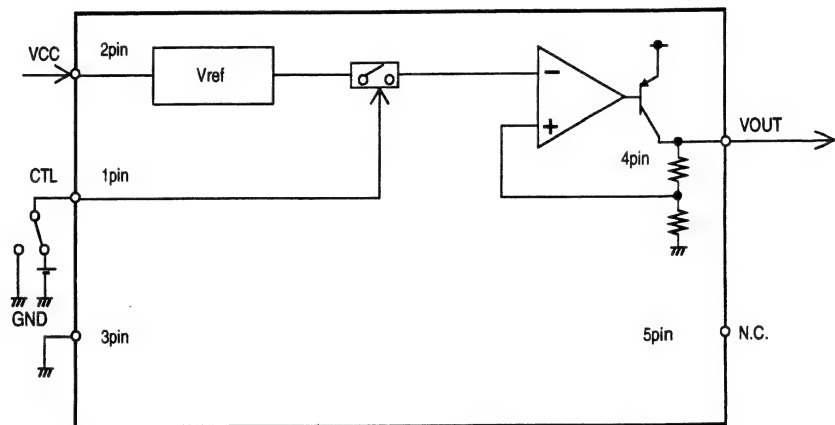 VCC
2pin
Vref
−
+
VOUT
4pin
CTL
1pin
GND
3pin
5pin
N.C.